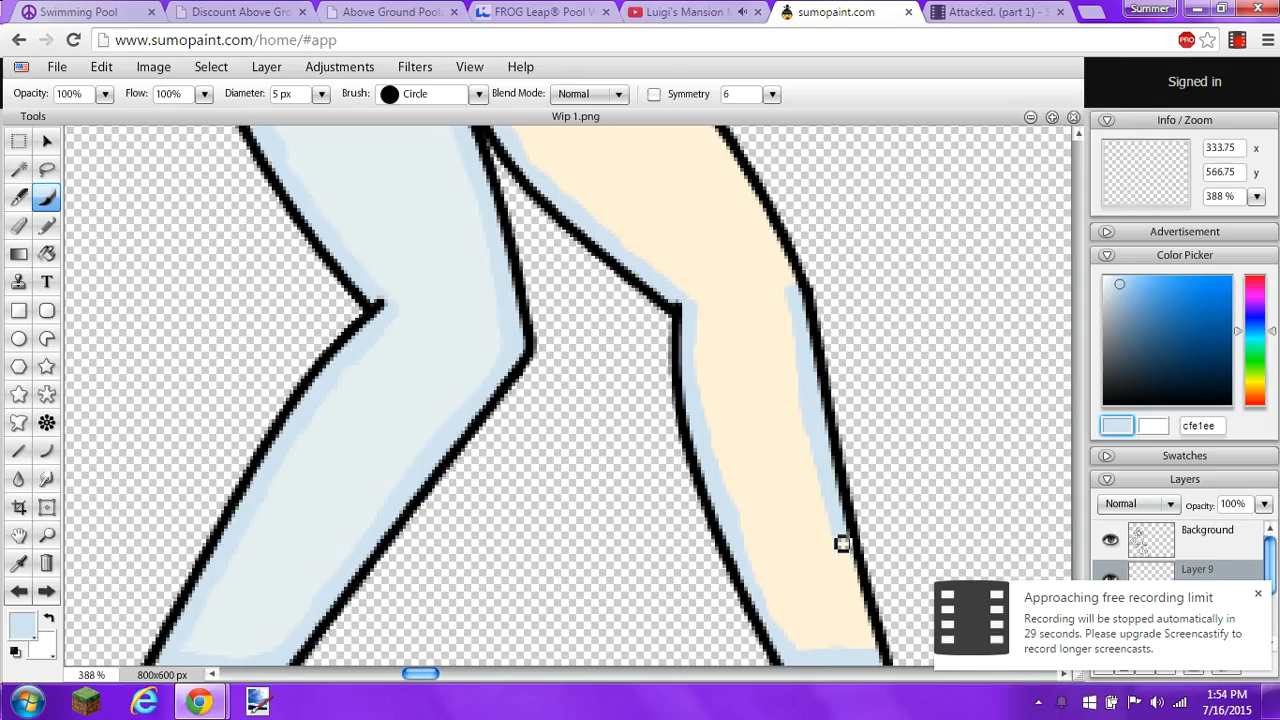 Swimming Pool × Discount Above Gro × Above Ground Pools × FROG Leap® Pool W × Luigi's Mansion M × sumopaint.com × Attacked. (part 1) - S × Summer
www.sumopaint.com/home/#app PRO
File Edit Image Select Layer Adjustments Filters View Help
Signed in
Opacity: 100% Flow: 100% Diameter: 5 px Brush: Circle Blend Mode: Normal Symmetry 6
Tools Wip 1.png
Info / Zoom
333.75 x
566.75 y
388 %
Advertisement
Color Picker
cfe1ee
Swatches
Layers
Normal Opacity: 100%
Background
Layer 9
Approaching free recording limit ×
Recording will be stopped automatically in
29 seconds. Please upgrade Screencastify to
record longer screencasts.
388 % 800x600 px
1:54 PM
7/16/2015